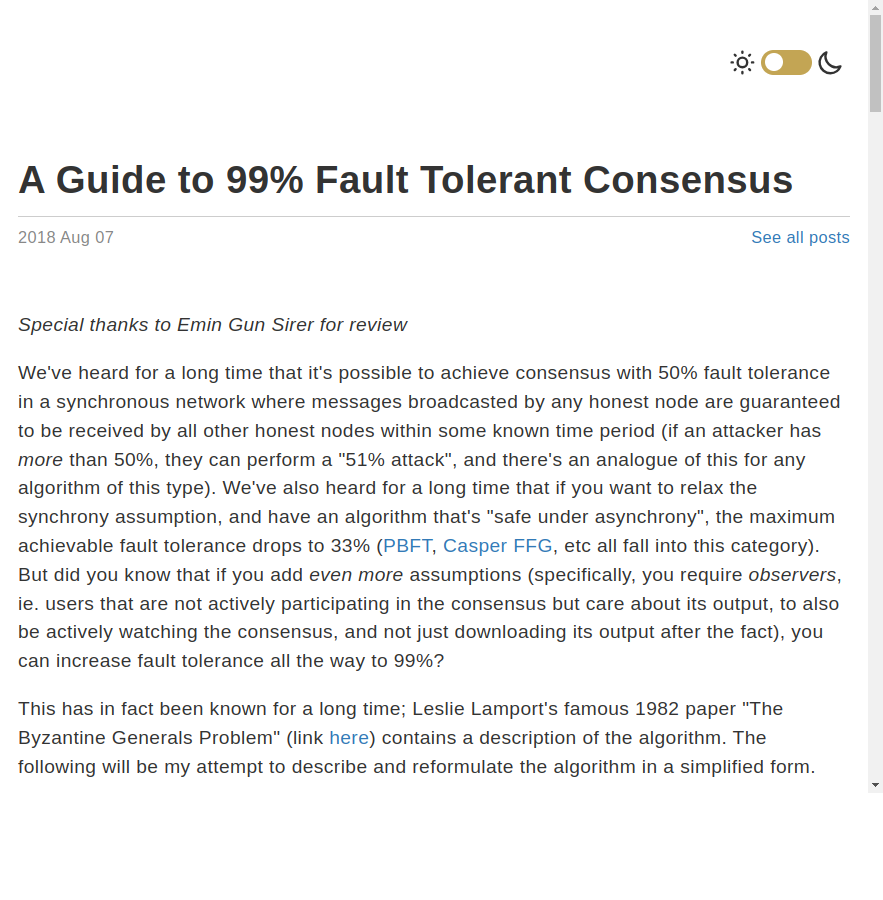 A Guide to 99% Fault Tolerant Consensus
2018 Aug 07 See all posts
Special thanks to Emin Gun Sirer for review
We've heard for a long time that it's possible to achieve consensus with 50% fault tolerance
in a synchronous network where messages broadcasted by any honest node are guaranteed
to be received by all other honest nodes within some known time period (if an attacker has
more than 50%, they can perform a "51% attack", and there's an analogue of this for any
algorithm of this type). We've also heard for a long time that if you want to relax the
synchrony assumption, and have an algorithm that's "safe under asynchrony", the maximum
achievable fault tolerance drops to 33% (PBFT, Casper FFG, etc all fall into this category).
But did you know that if you add even more assumptions (specifically, you require observers,
ie. users that are not actively participating in the consensus but care about its output, to also
be actively watching the consensus, and not just downloading its output after the fact), you
can increase fault tolerance all the way to 99%?
This has in fact been known for a long time; Leslie Lamport's famous 1982 paper "The
Byzantine Generals Problem" (link here) contains a description of the algorithm. The
following will be my attempt to describe and reformulate the algorithm in a simplified form.